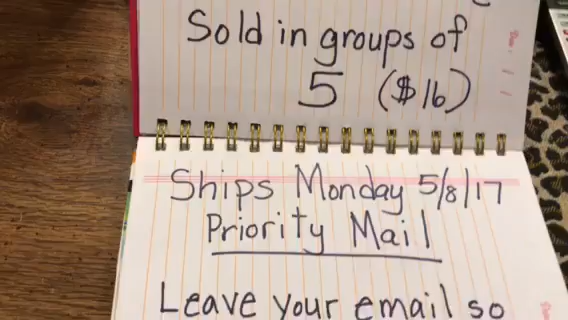 Sold in groups of
5 ($16)
Ships Monday 5/8/17
Priority Mail
Leave your email so